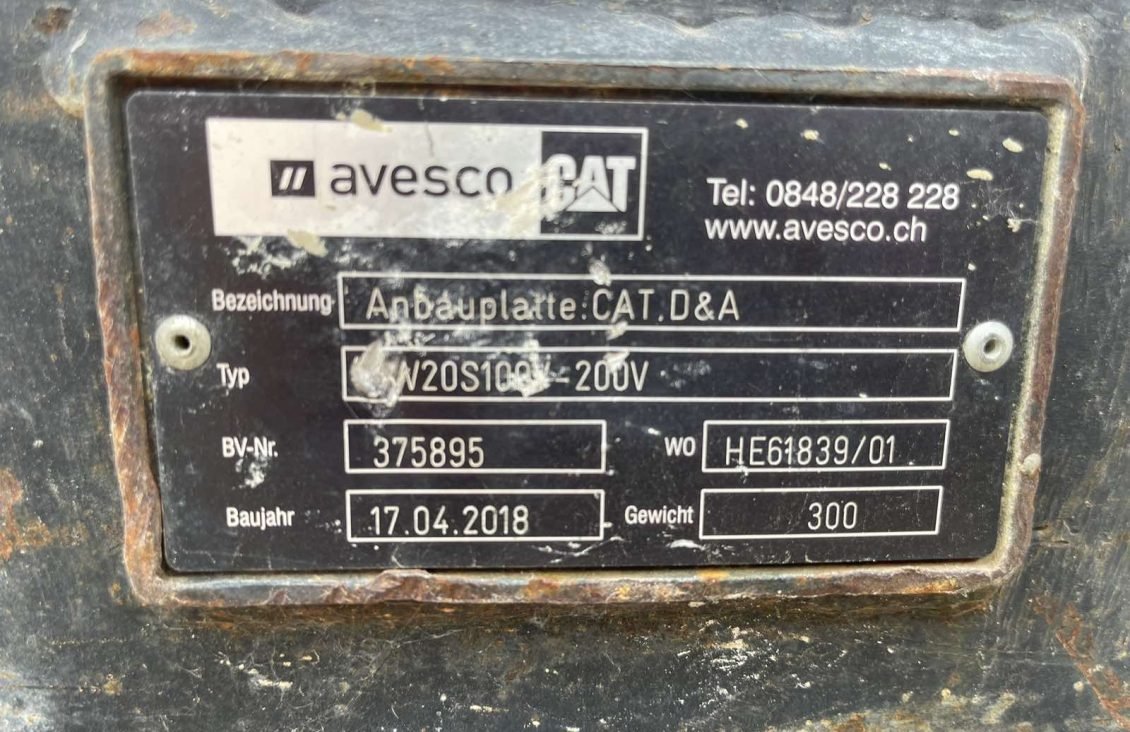 avesco CAT
Tel: 0848/228 228
www.avesco.ch
Bezeichnung Anbauplatte:CAT.D&A
Typ
BV-Nr. 375895 WO HE61839/01
Baujahr 17.04.2018 Gewicht 300